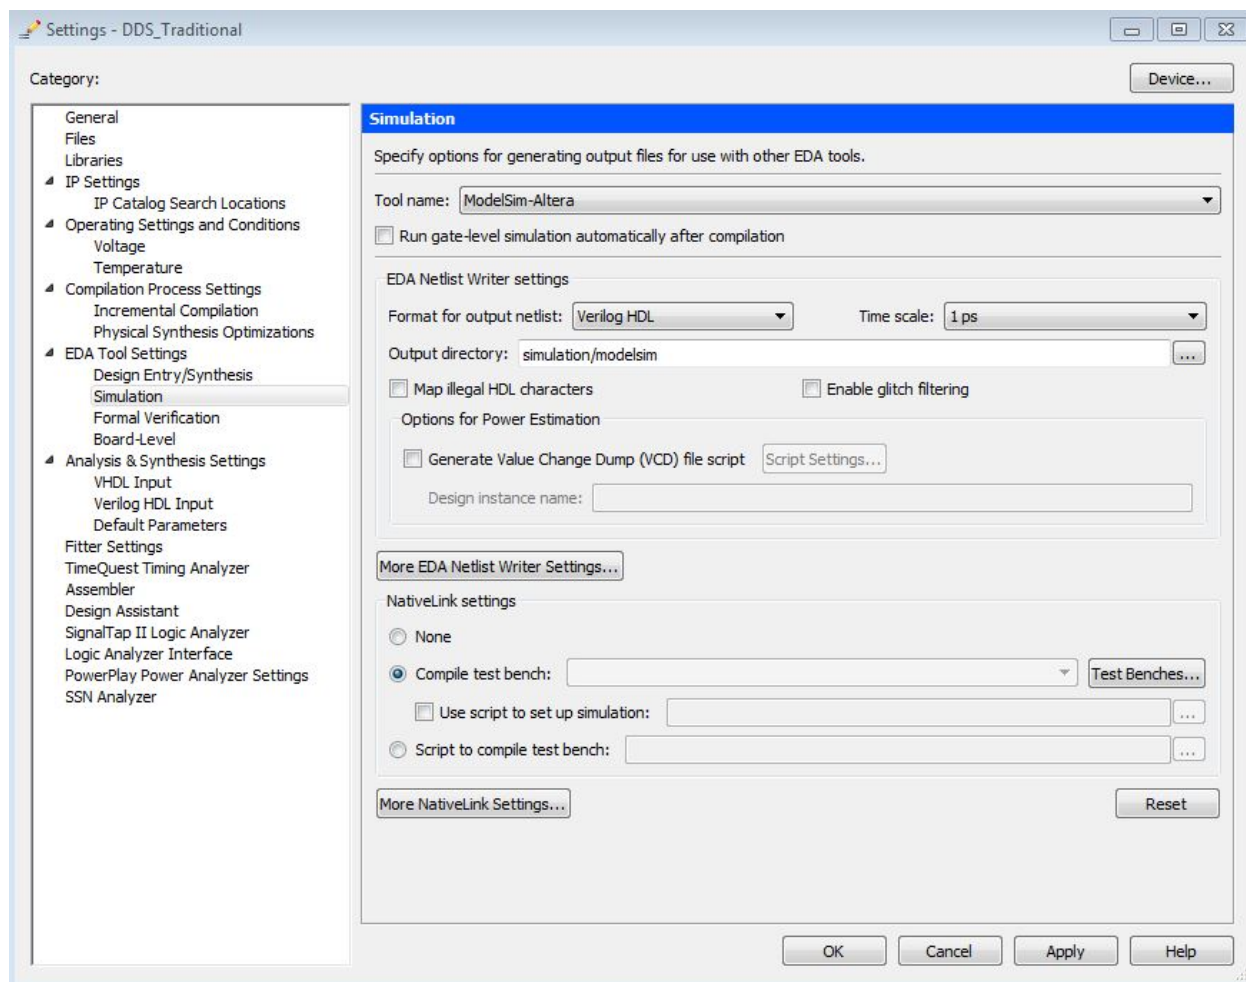 Settings - DDS_Traditional
Category:
Device...
General
Files
Libraries
IP Settings
IP Catalog Search Locations
Operating Settings and Conditions
Voltage
Temperature
Compilation Process Settings
Incremental Compilation
Physical Synthesis Optimizations
EDA Tool Settings
Design Entry/Synthesis
Simulation
Formal Verification
Board-Level
Analysis & Synthesis Settings
VHDL Input
Verilog HDL Input
Default Parameters
Fitter Settings
TimeQuest Timing Analyzer
Assembler
Design Assistant
SignalTap II Logic Analyzer
Logic Analyzer Interface
PowerPlay Power Analyzer Settings
SSN Analyzer
Simulation
Specify options for generating output files for use with other EDA tools.
Tool name: ModelSim-Altera
Run gate-level simulation automatically after compilation
EDA Netlist Writer settings
Format for output netlist: Verilog HDL Time scale: 1 ps
Output directory: simulation/modelsim ...
Map illegal HDL characters Enable glitch filtering
Options for Power Estimation
Generate Value Change Dump (VCD) file script Script Settings...
Design instance name:
More EDA Netlist Writer Settings...
NativeLink settings
None
Compile test bench: Test Benches...
Use script to set up simulation: ...
Script to compile test bench: ...
More NativeLink Settings... Reset
OK Cancel Apply Help